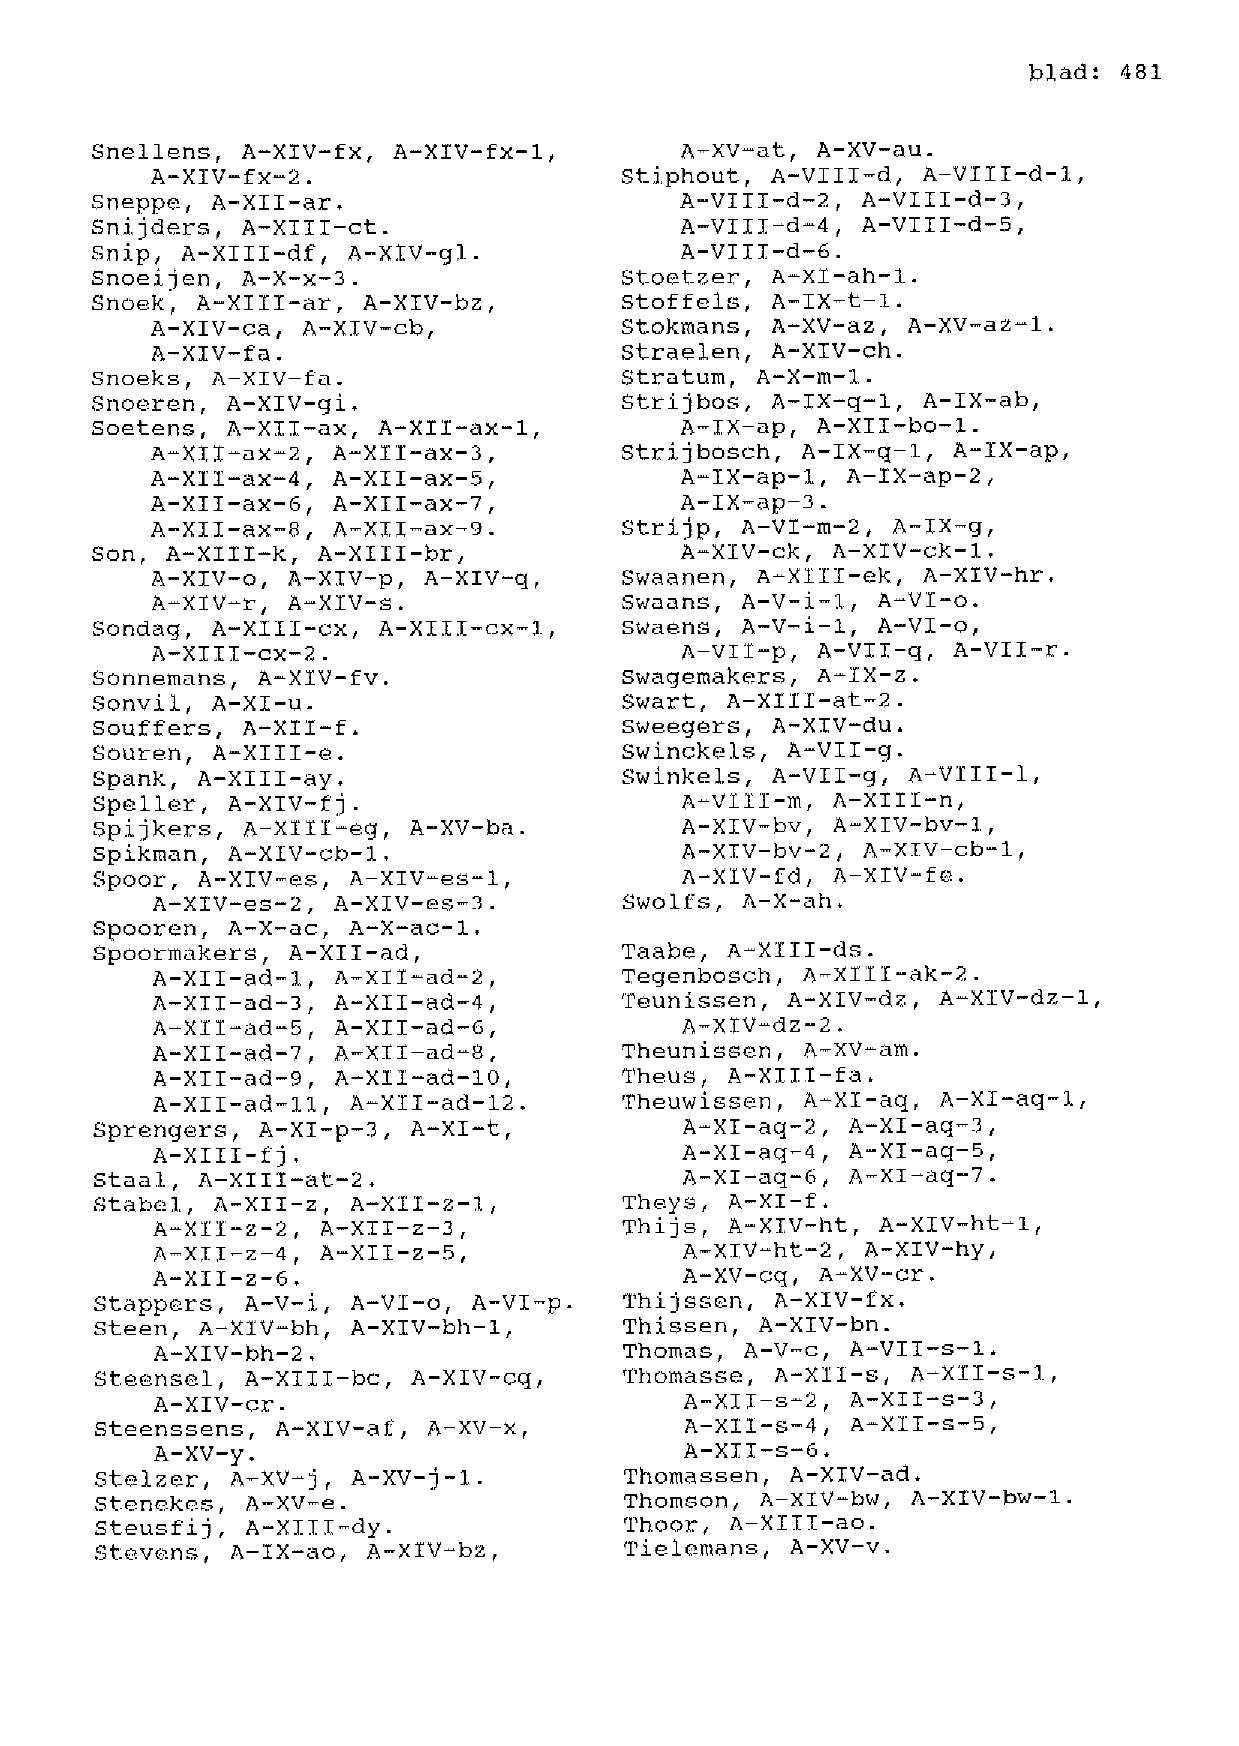 blad: 481
Snellens, A-XIV-fx, A-XIV-fx-1,
A-XIV-fx-2.
Sneppe, A-XII-ar.
Snijders, A-XIII-ct.
Snip, A-XIII-df, A-XIV-gl.
Snoeijen, A-X-x-3.
Snoek, A-XIII-ar, A-XIV-bz,
A-XIV-ca, A-XIV-cb,
A-XIV-fa.
Snoeks, A-XIV-fa.
Snoeren, A-XIV-gi.
Soetens, A-XII-ax, A-XII-ax-1,
A-XII-ax-2, A-XII-ax-3,
A-XII-ax-4, A-XII-ax-5,
A-XII-ax-6, A-XII-ax-7,
A-XII-ax-8, A-XII-ax-9.
Son, A-XIII-k, A-XIII-br,
A-XIV-o, A-XIV-p, A-XIV-q,
A-XIV-r, A-XIV-s.
Sondag, A-XIII-cx, A-XIII-cx-1,
A-XIII-cx-2.
Sonnemans, A-XIV-fv.
Sonvil, A-XI-u.
Souffers, A-XII-f.
Souren, A-XIII-e.
Spank, A-XIII-ay.
Speller, A-XIV-fj.
Spijkers, A-XIII-eg, A-XV-ba.
Spikman, A-XIV-cb-1.
Spoor, A-XIV-es, A-XIV-es-1,
A-XIV-es-2, A-XIV-es-3.
Spooren, A-X-ac, A-X-ac-1.
Spoormakers, A-XII-ad,
A-XII-ad-1, A-XII-ad-2,
A-XII-ad-3, A-XII-ad-4,
A-XII-ad-5, A-XII-ad-6,
A-XII-ad-7, A-XII-ad-8,
A-XII-ad-9, A-XII-ad-10,
A-XII-ad-11, A-XII-ad-12.
Sprengers, A-XI-p-3, A-XI-t,
A-XIII-fj.
Staal, A-XIII-at-2.
Stabel, A-XII-z, A-XII-z-1,
A-XII-z-2, A-XII-z-3,
A-XII-z-4, A-XII-z-5,
A-XII-z-6.
Stappers, A-V-i, A-VI-o, A-VI-p.
Steen, A-XIV-bh, A-XIV-bh-1,
A-XIV-bh-2.
Steensel, A-XIII-bc, A-XIV-cq,
A-XIV-cr.
Steenssens, A-XIV-af, A-XV-x,
A-XV-y.
Stelzer, A-XV-j, A-XV-j-1.
Stenekes, A-XV-e.
Steusfij, A-XIII-dy.
Stevens, A-IX-ao, A-XIV-bz,
A-XV-at, A-XV-au.
Stiphout, A-VIII-d, A-VIII-d-1,
A-VIII-d-2, A-VIII-d-3,
A-VIII-d-4, A-VIII-d-5,
A-VIII-d-6.
Stoetzer, A-XI-ah-1.
Stoffels, A-IX-t-1.
Stokmans, A-XV-az, A-XV-az-1.
Straelen, A-XIV-ch.
Stratum, A-X-m-1.
Strijbos, A-IX-q-1, A-IX-ab,
A-IX-ap, A-XII-bo-1.
Strijbosch, A-IX-q-1, A-IX-ap,
A-IX-ap-1, A-IX-ap-2,
A-IX-ap-3.
Strijp, A-VI-m-2, A-IX-g,
A-XIV-ck, A-XIV-ck-1.
Swaanen, A-XIII-ek, A-XIV-hr.
Swaans, A-V-i-1, A-VI-o.
Swaens, A-V-i-1, A-VI-o,
A-VII-p, A-VII-q, A-VII-r.
Swagemakers, A-IX-z.
Swart, A-XIII-at-2.
Sweegers, A-XIV-du.
Swinckels, A-VII-g.
Swinkels, A-VII-g, A-VIII-l,
A-VIII-m, A-XIII-n,
A-XIV-bv, A-XIV-bv-1,
A-XIV-bv-2, A-XIV-cb-1,
A-XIV-fd, A-XIV-fe.
Swolfs, A-X-ah.
Taabe, A-XIII-ds.
Tegenbosch, A-XIII-ak-2.
Teunissen, A-XIV-dz, A-XIV-dz-1,
A-XIV-dz-2.
Theunissen, A-XV-am.
Theus, A-XIII-fa.
Theuwissen, A-XI-aq, A-XI-aq-1,
A-XI-aq-2, A-XI-aq-3,
A-XI-aq-4, A-XI-aq-5,
A-XI-aq-6, A-XI-aq-7.
Theys, A-XI-f.
Thijs, A-XIV-ht, A-XIV-ht-1,
A-XIV-ht-2, A-XIV-hy,
A-XV-cq, A-XV-cr.
Thijssen, A-XIV-fx.
Thissen, A-XIV-bn.
Thomas, A-V-c, A-VII-s-1.
Thomasse, A-XII-s, A-XII-s-1,
A-XII-s-2, A-XII-s-3,
A-XII-s-4, A-XII-s-5,
A-XII-s-6.
Thomassen, A-XIV-ad.
Thomson, A-XIV-bw, A-XIV-bw-1.
Thoor, A-XIII-ao.
Tielemans, A-XV-v.